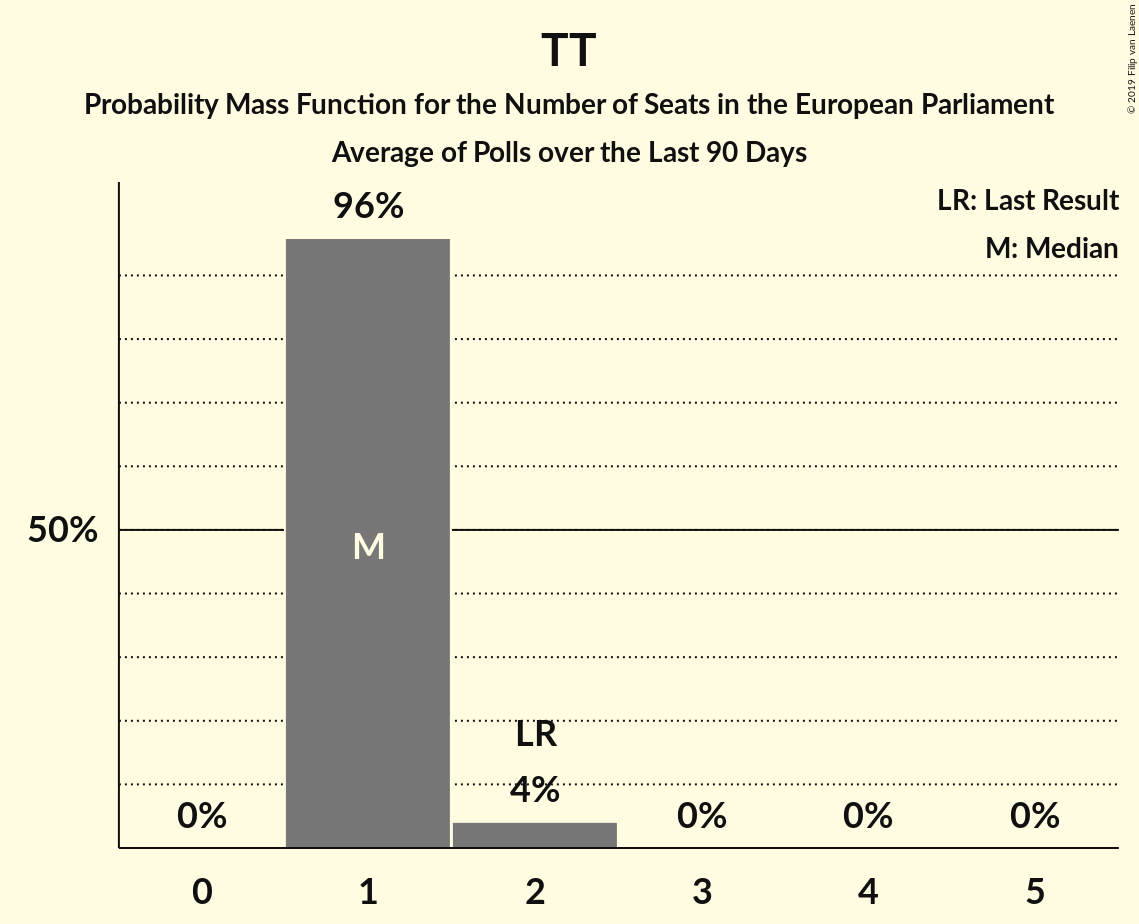 TT
Probability Mass Function for the Number of Seats in the European Parliament
Average of Polls over the Last 90 Days
© 2019 Filip van Laenen
LR: Last Result
M: Median
96%
50%
M
LR
4%
0%
0%
0%
0%
0 1 2 3 4 5